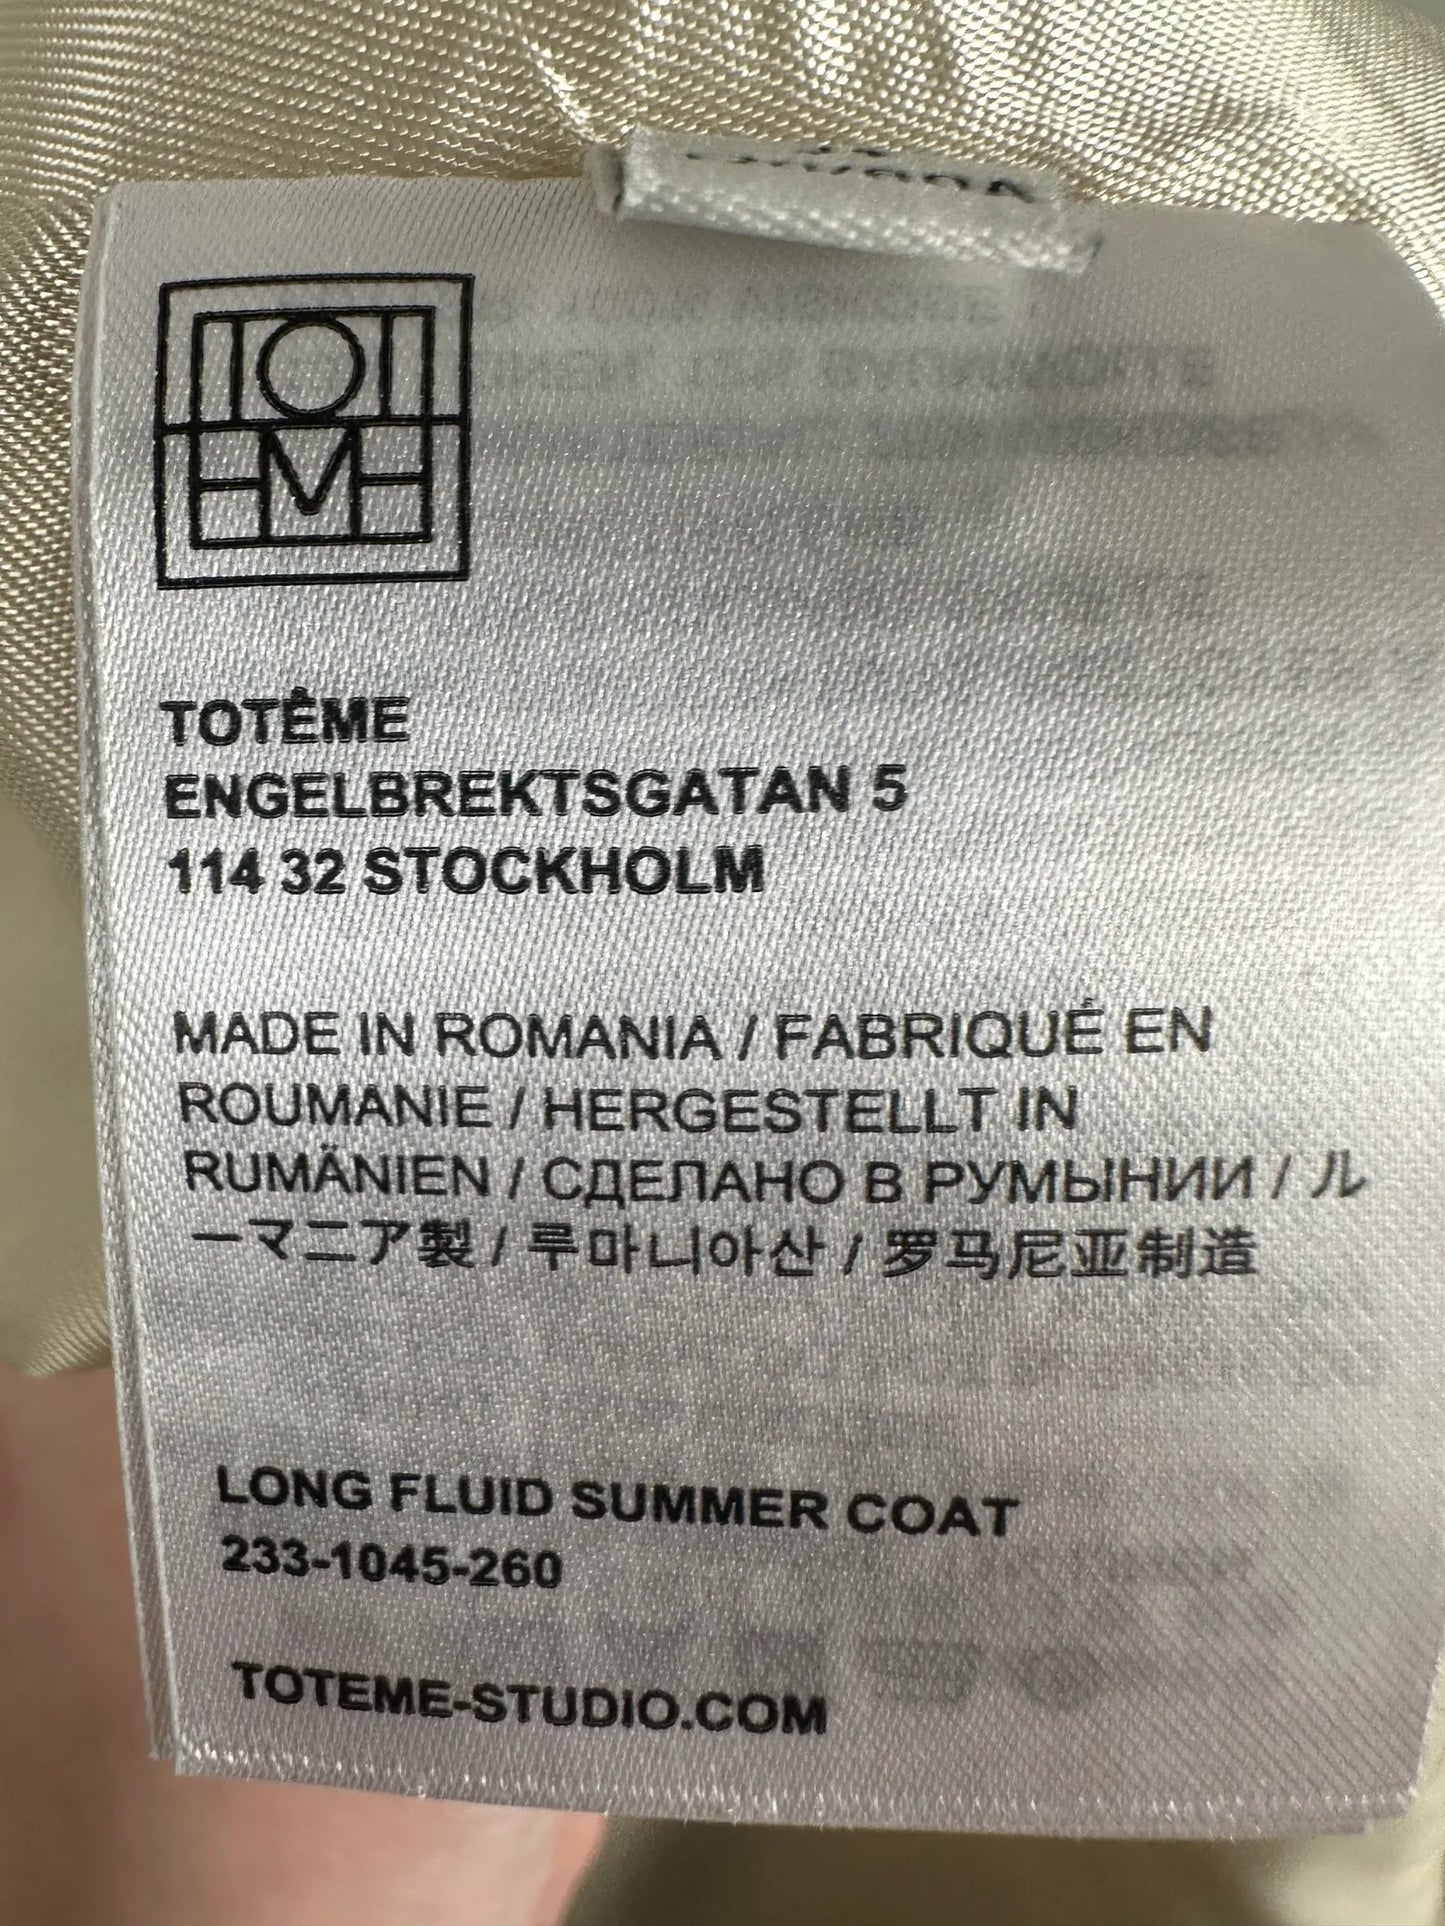 TOTÊME
ENGELBREKTSGATAN 5
114 32 STOCKHOLM
MADE IN ROMANIA / FABRIQUÉ EN
ROUMANIE / HERGESTELLT IN
RUMÄNIEN / СДЕЛАНО В РУМЫНИИ / ル
ーマニア製 / 루마니아산 / 罗马尼亚制造
LONG FLUID SUMMER COAT
233-1045-260
TOTEME-STUDIO.COM